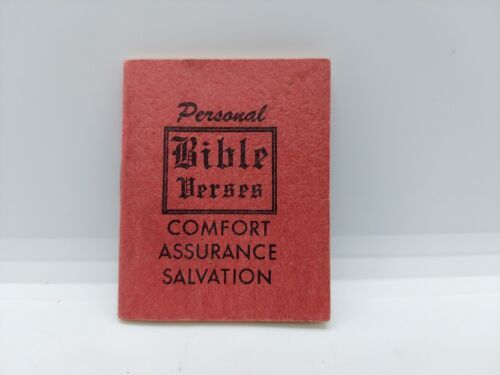 Personal
Bible
Verses
COMFORT
ASSURANCE
SALVATION